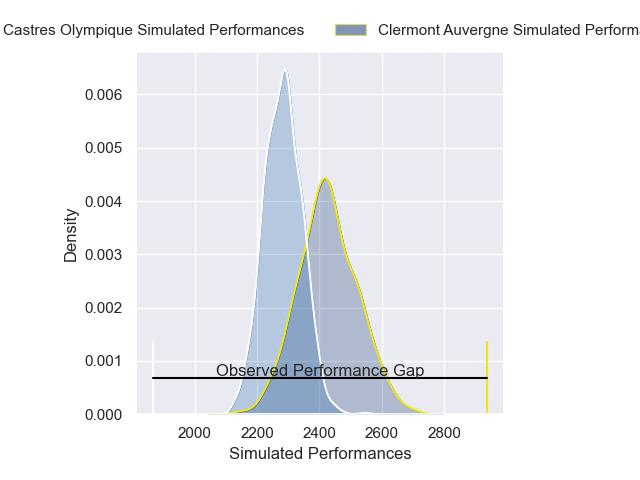 Castres Olympique Simulated Performances
Clermont Auvergne Simulated Perform
0.006
0.005
0.004
0.003
0.002
0.001
0.000
Density
Observed Performance Gap
2000 2200 2400 2600 2800
Simulated Performances